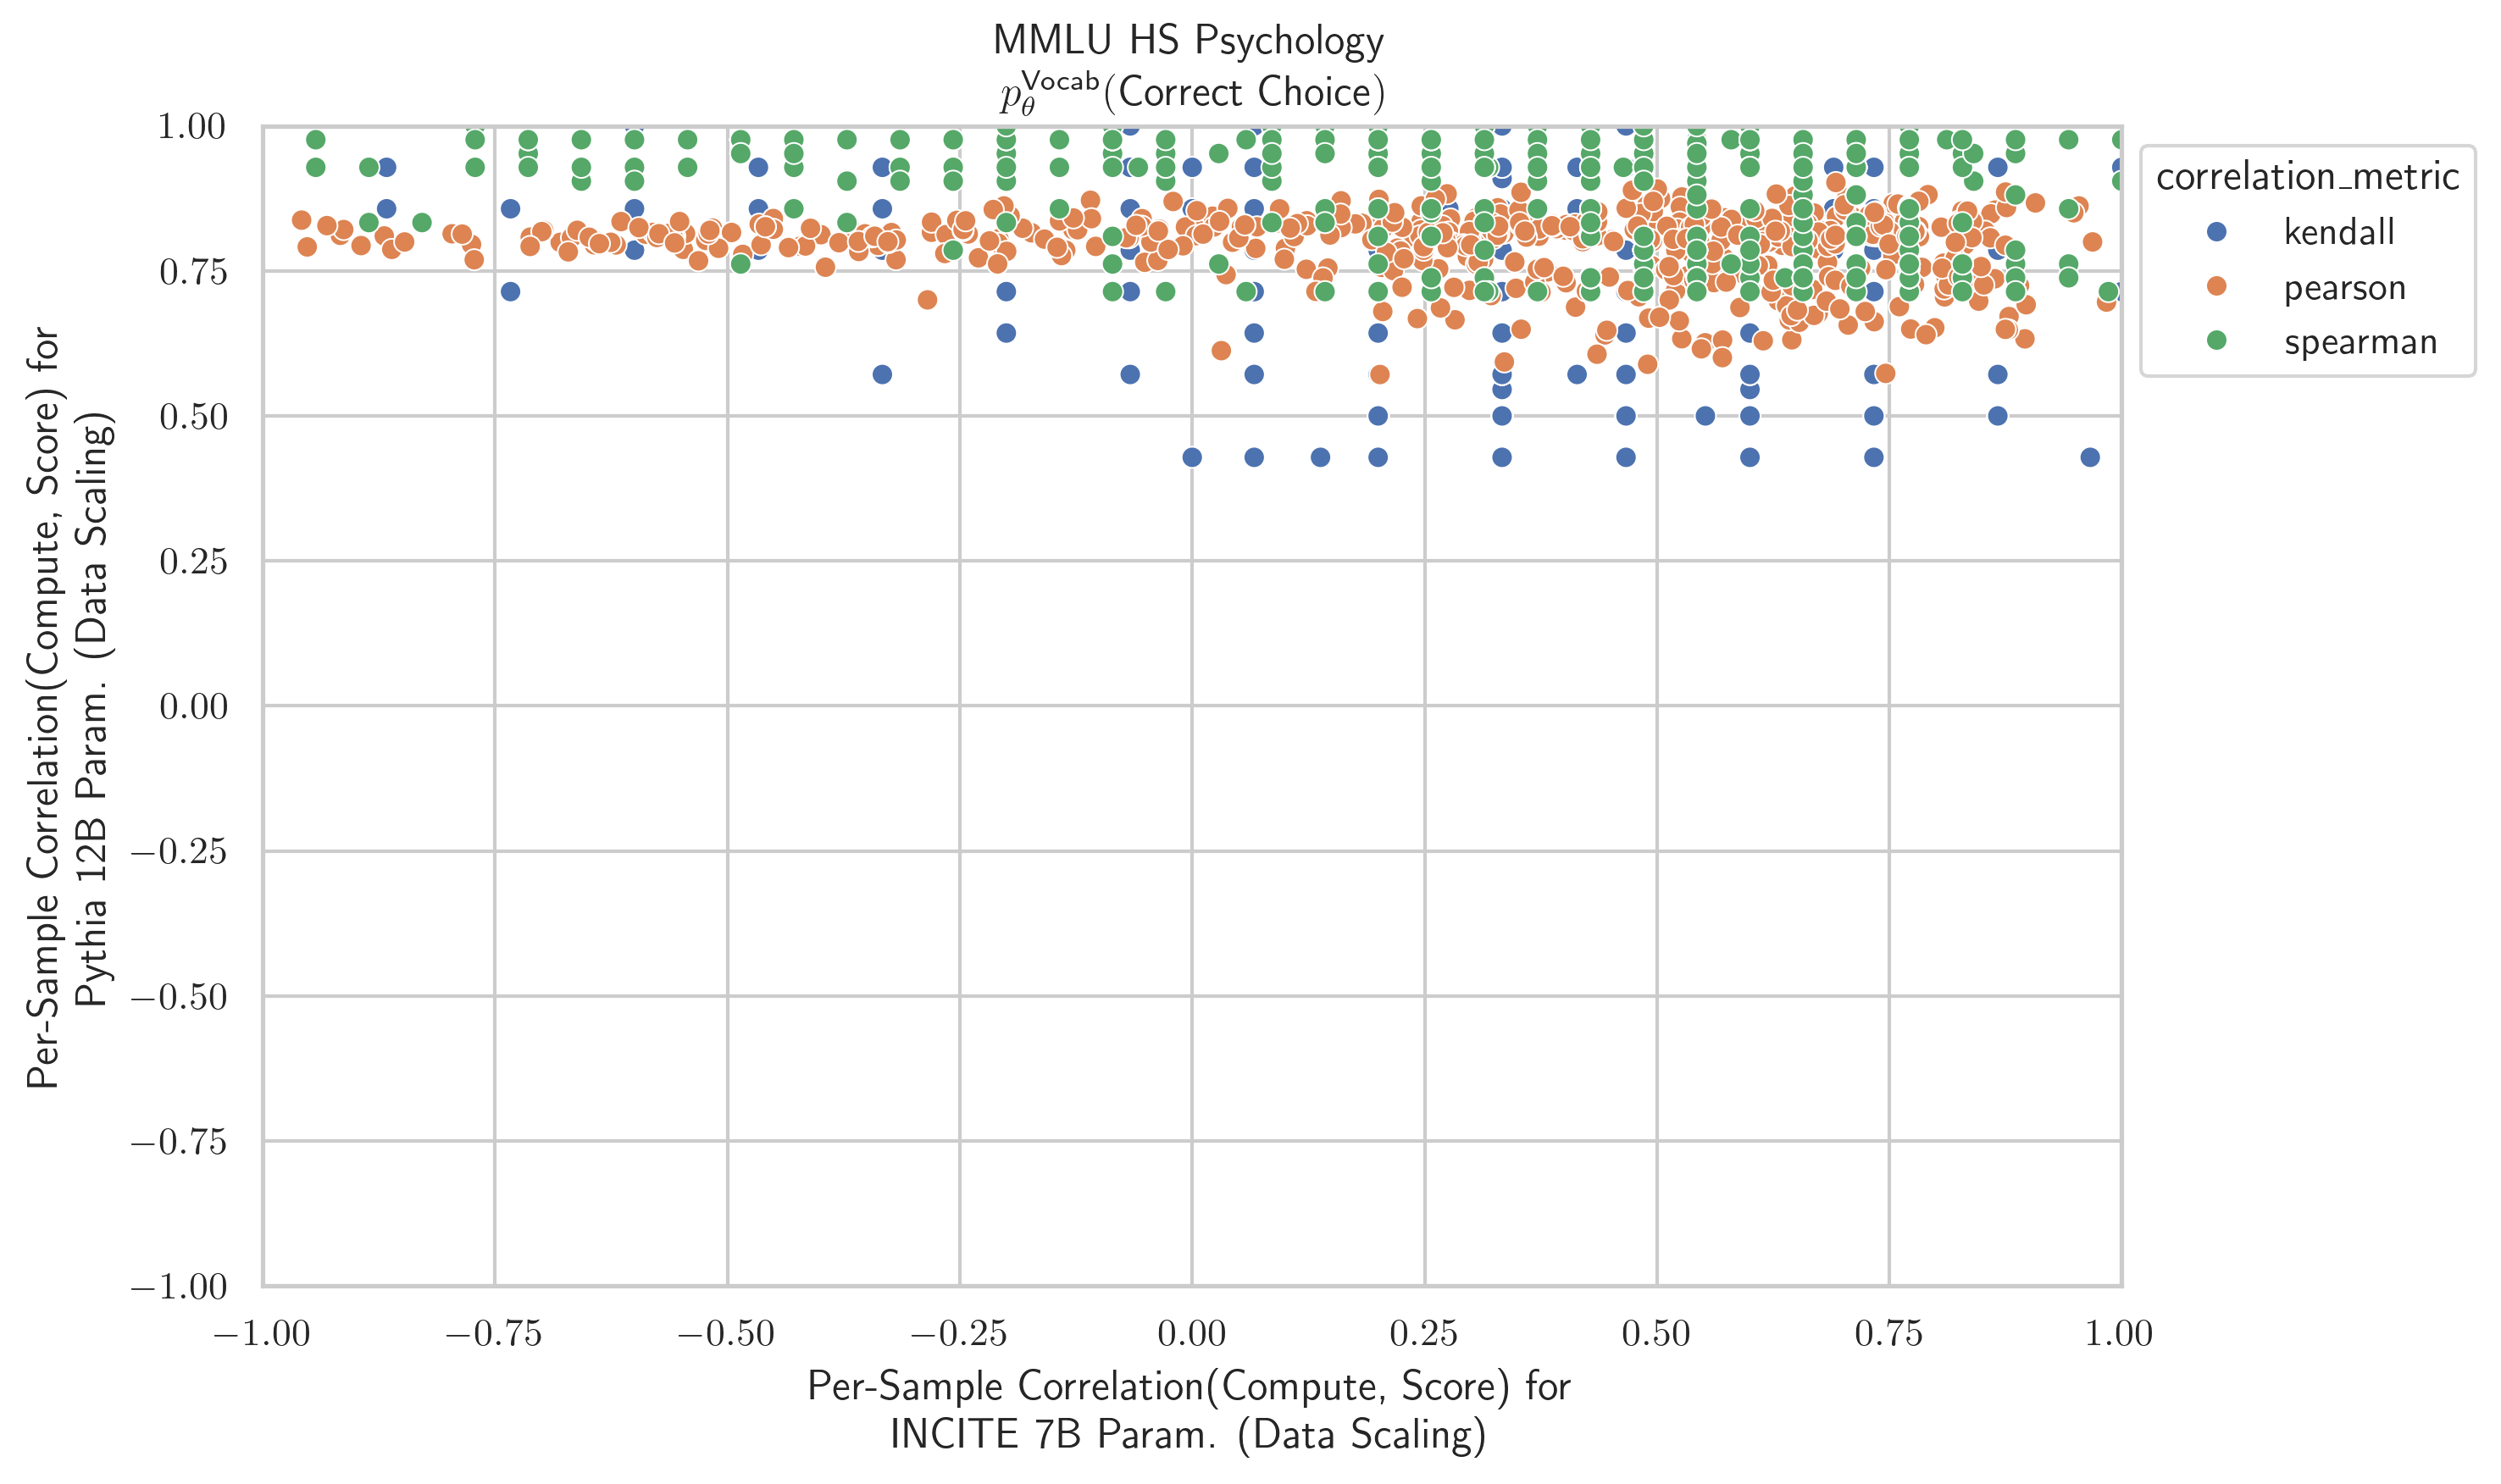 MMLU HS Psychology
p_θ^Vocab(Correct Choice)
1.00
0.75
0.50
0.25
0.00
−0.25
−0.50
−0.75
−1.00
Per-Sample Correlation(Compute, Score) for
Pythia 12B Param. (Data Scaling)
−1.00
−0.75
−0.50
−0.25
0.00
0.25
0.50
0.75
1.00
Per-Sample Correlation(Compute, Score) for
INCITE 7B Param. (Data Scaling)
correlation_metric
kendall
pearson
spearman